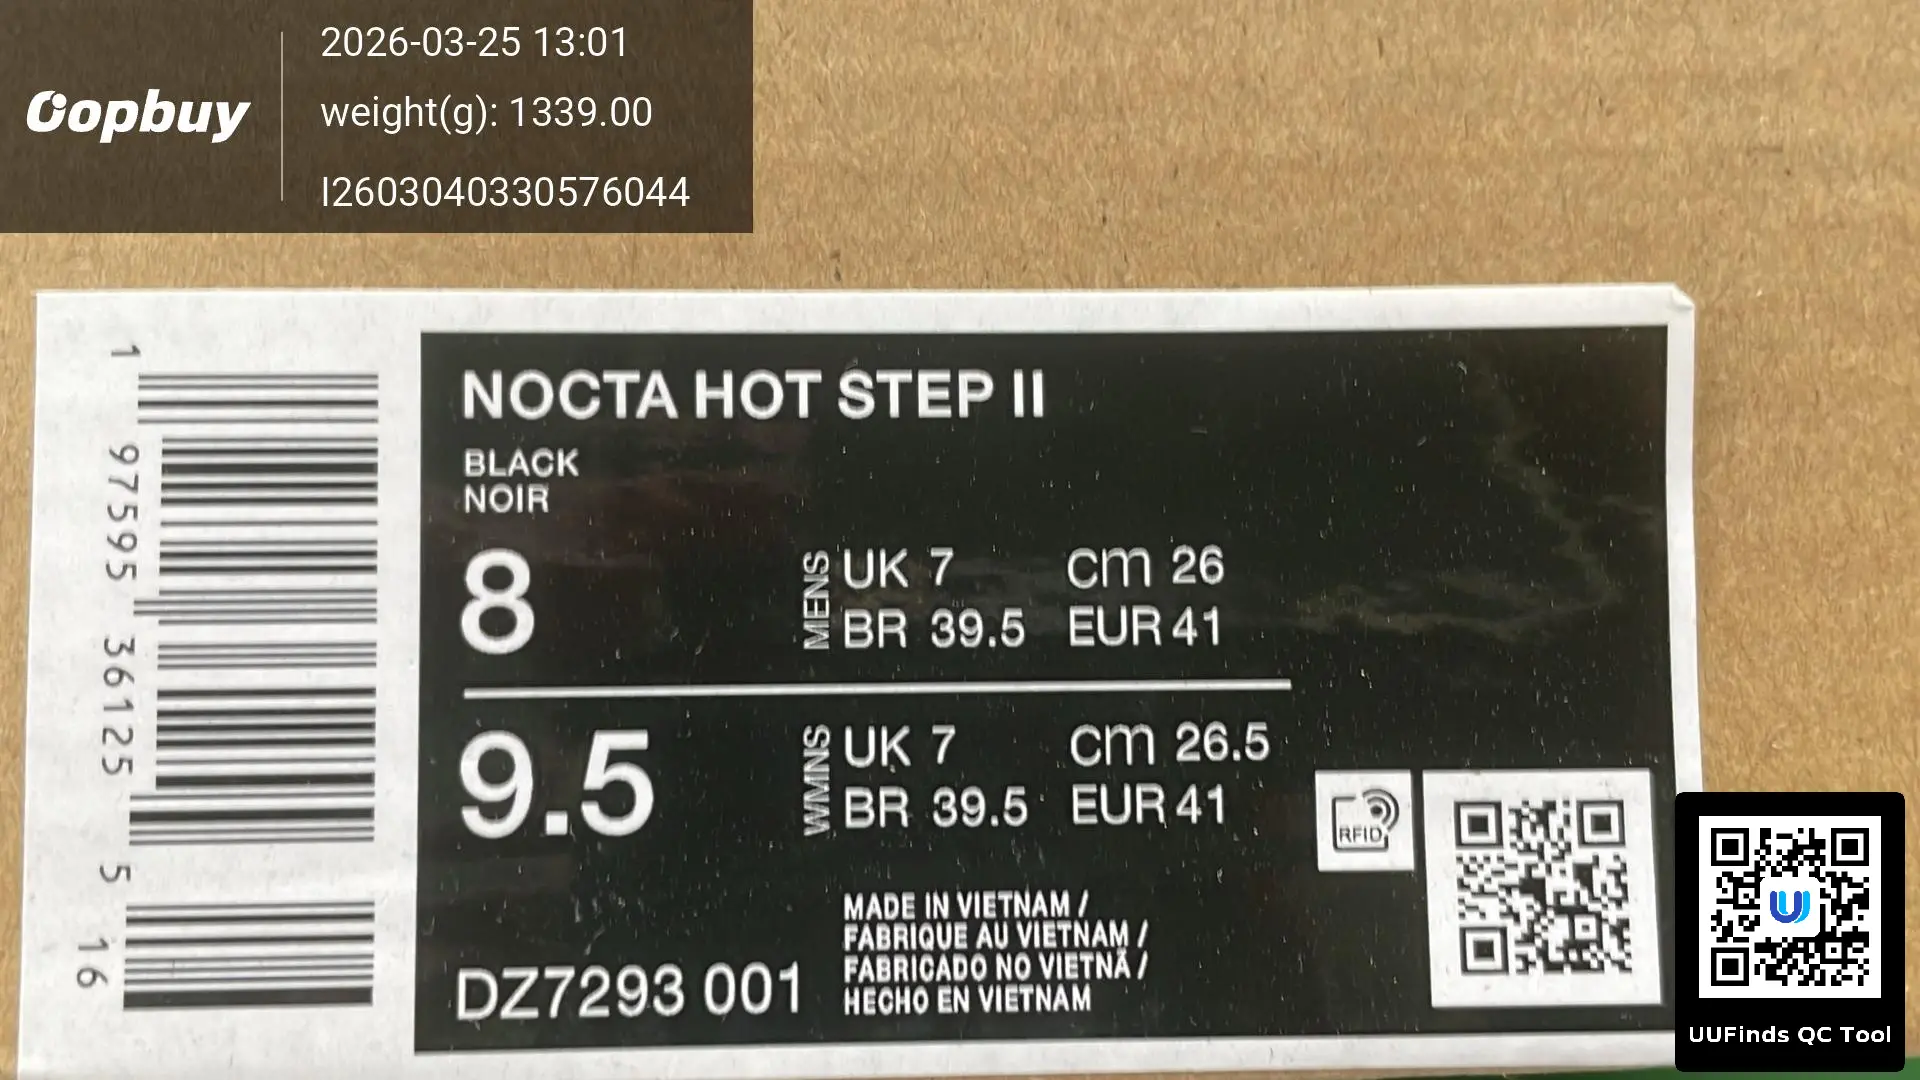 Oopbuy
2026-03-25 13:01
weight(g): 1339.00
I2603040330576044
NOCTA HOT STEP II
BLACK
NOIR
8
MENS
UK 7 cm 26
BR 39.5 EUR 41
9.5
WMNS
UK 7 cm 26.5
BR 39.5 EUR 41
DZ7293 001
MADE IN VIETNAM /
FABRIQUE AU VIETNAM /
FABRICADO NO VIETNÃ /
HECHO EN VIETNAM
RFID
1 97595 36125 5 16
UUFinds QC Tool